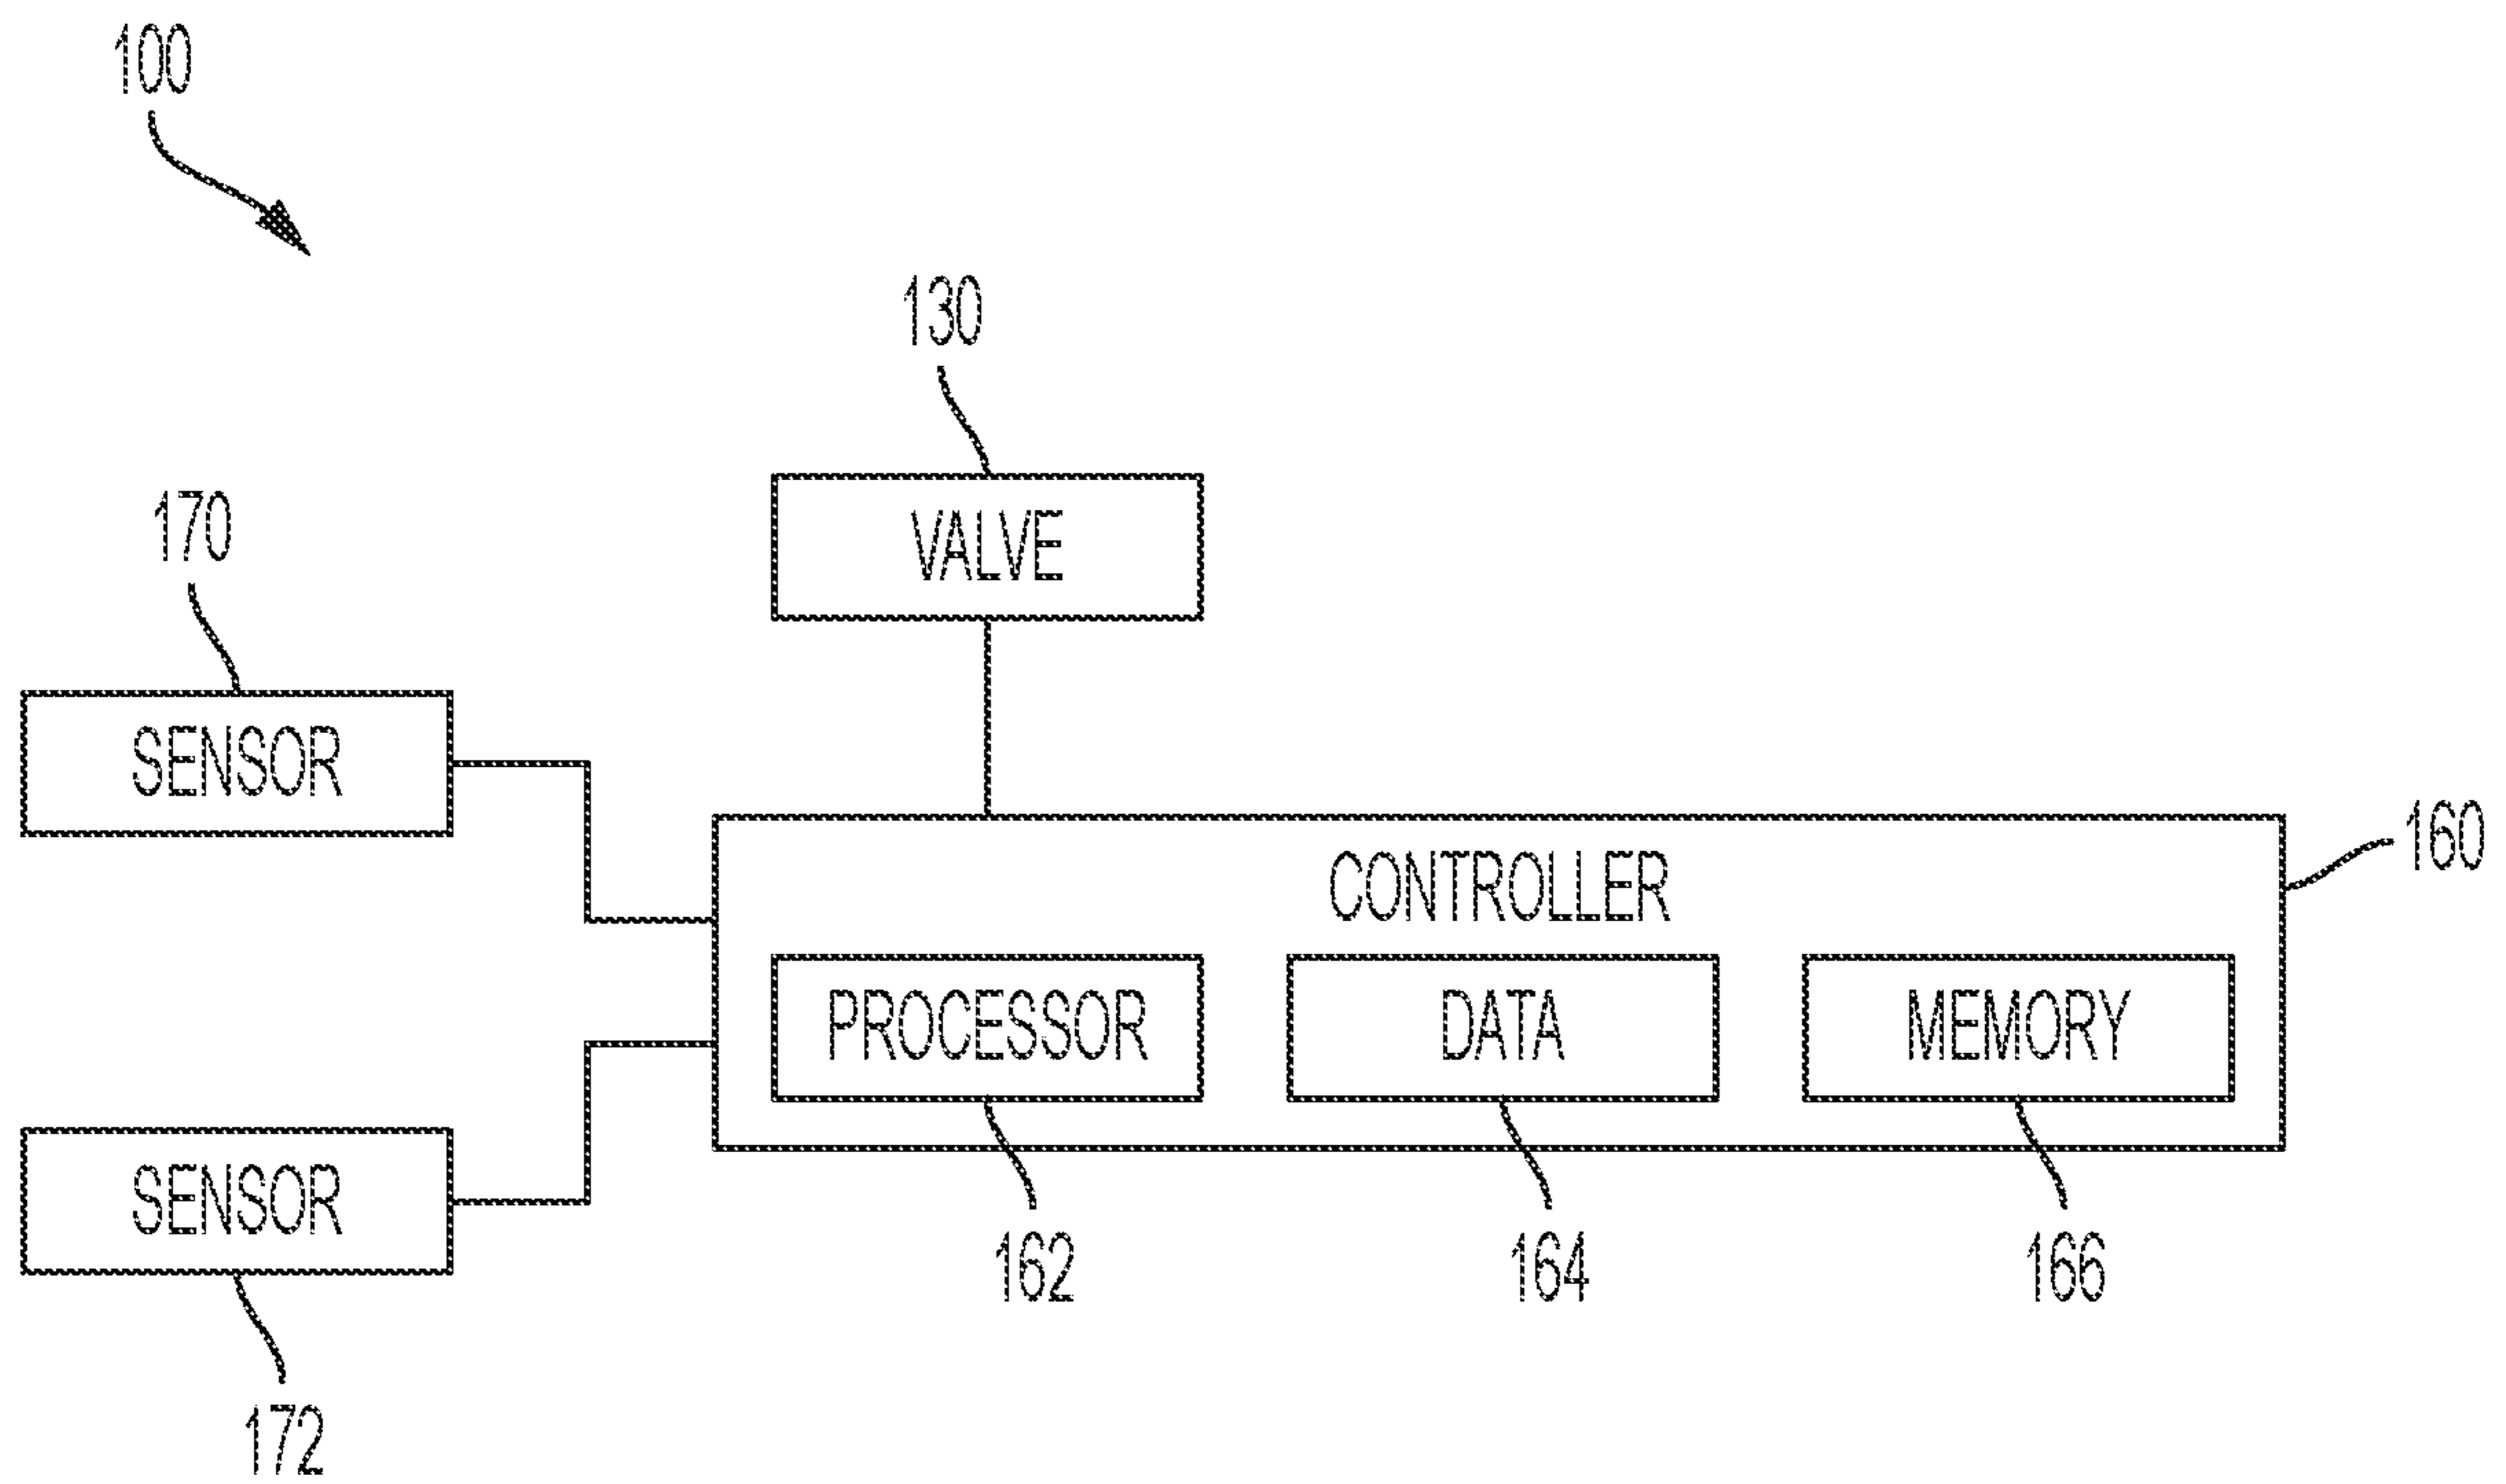 100
130
VALVE
170
SENSOR
160
CONTROLLER
PROCESSOR
DATA
MEMORY
SENSOR
162
164
166
172